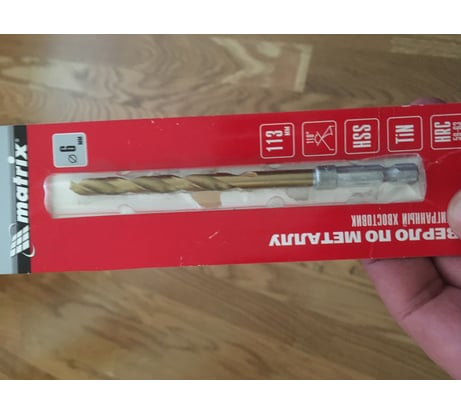 matrix
⌀ 6 мм
113 мм
118°
HSS
TiN
HRC
ВЕРЛО ПО МЕТАЛЛУ
ИГРАННЫЙ ХВОСТОВИК